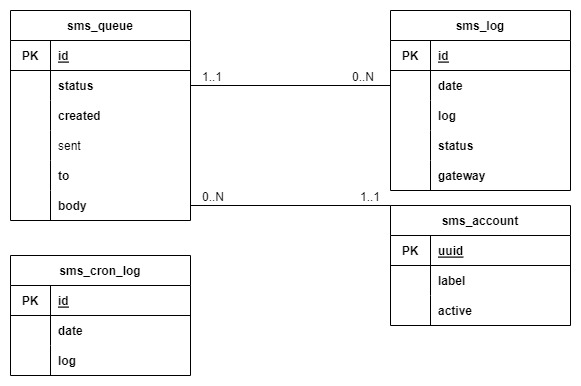 sms_queue
PK id
status
created
sent
to
body
1..1
0..N
0..N
1..1
sms_log
PK id
date
log
status
gateway
sms_account
PK uuid
label
active
sms_cron_log
PK id
date
log